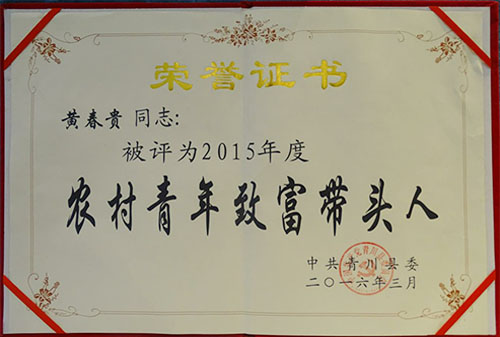 荣誉证书
黄春贵 同志:
被评为2015年度
农村青年致富带头人
中共青川县委
二〇一六年三月